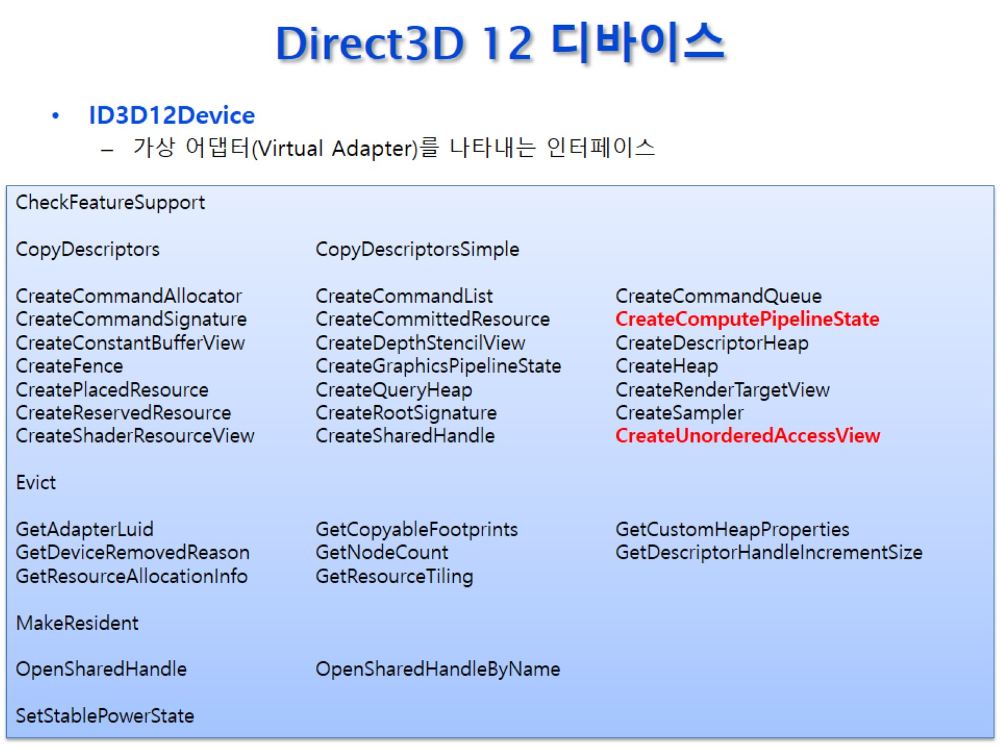 Direct3D 12 디바이스
• ID3D12Device
– 가상 어댑터(Virtual Adapter)를 나타내는 인터페이스
CheckFeatureSupport
CopyDescriptors CopyDescriptorsSimple
CreateCommandAllocator CreateCommandList CreateCommandQueue
CreateCommandSignature CreateCommittedResource CreateComputePipelineState
CreateConstantBufferView CreateDepthStencilView CreateDescriptorHeap
CreateFence CreateGraphicsPipelineState CreateHeap
CreatePlacedResource CreateQueryHeap CreateRenderTargetView
CreateReservedResource CreateRootSignature CreateSampler
CreateShaderResourceView CreateSharedHandle CreateUnorderedAccessView
Evict
GetAdapterLuid GetCopyableFootprints GetCustomHeapProperties
GetDeviceRemovedReason GetNodeCount GetDescriptorHandleIncrementSize
GetResourceAllocationInfo GetResourceTiling
MakeResident
OpenSharedHandle OpenSharedHandleByName
SetStablePowerState